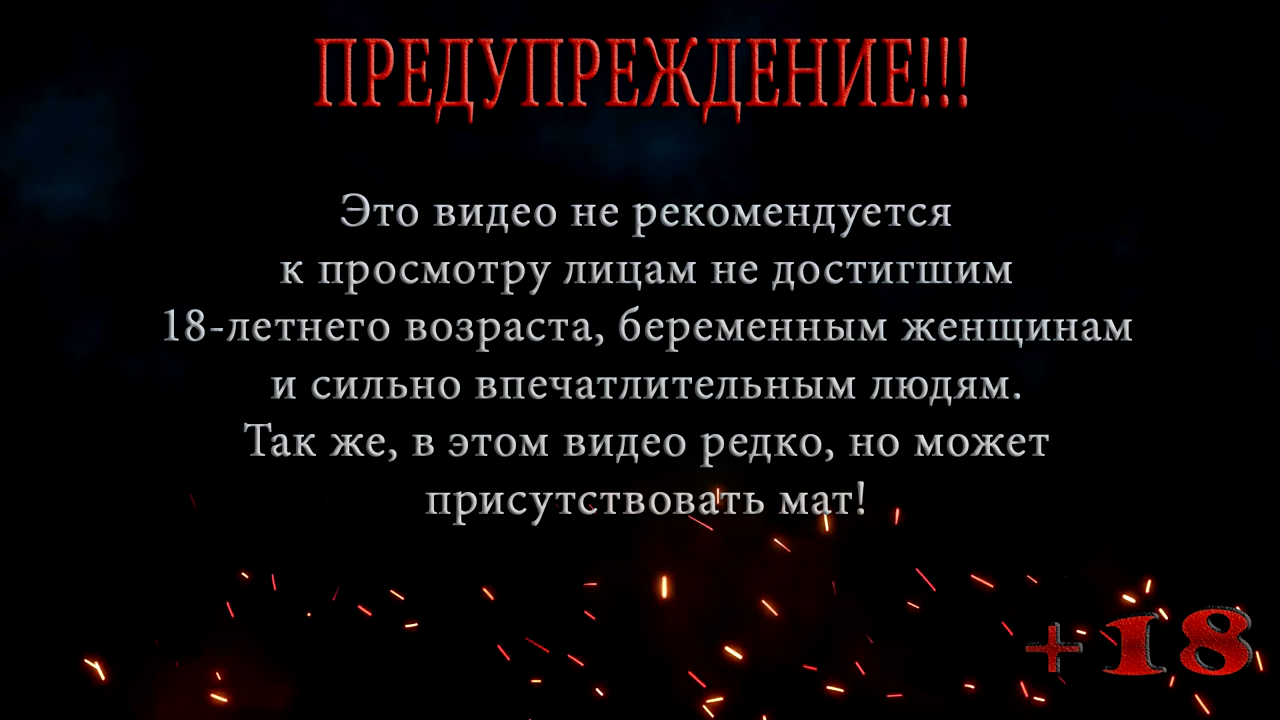 ПРЕДУПРЕЖДЕНИЕ!!!
Это видео не рекомендуется
к просмотру лицам не достигшим
18-летнего возраста, беременным женщинам
и сильно впечатлительным людям.
Так же, в этом видео редко, но может
присутствовать мат!
+18